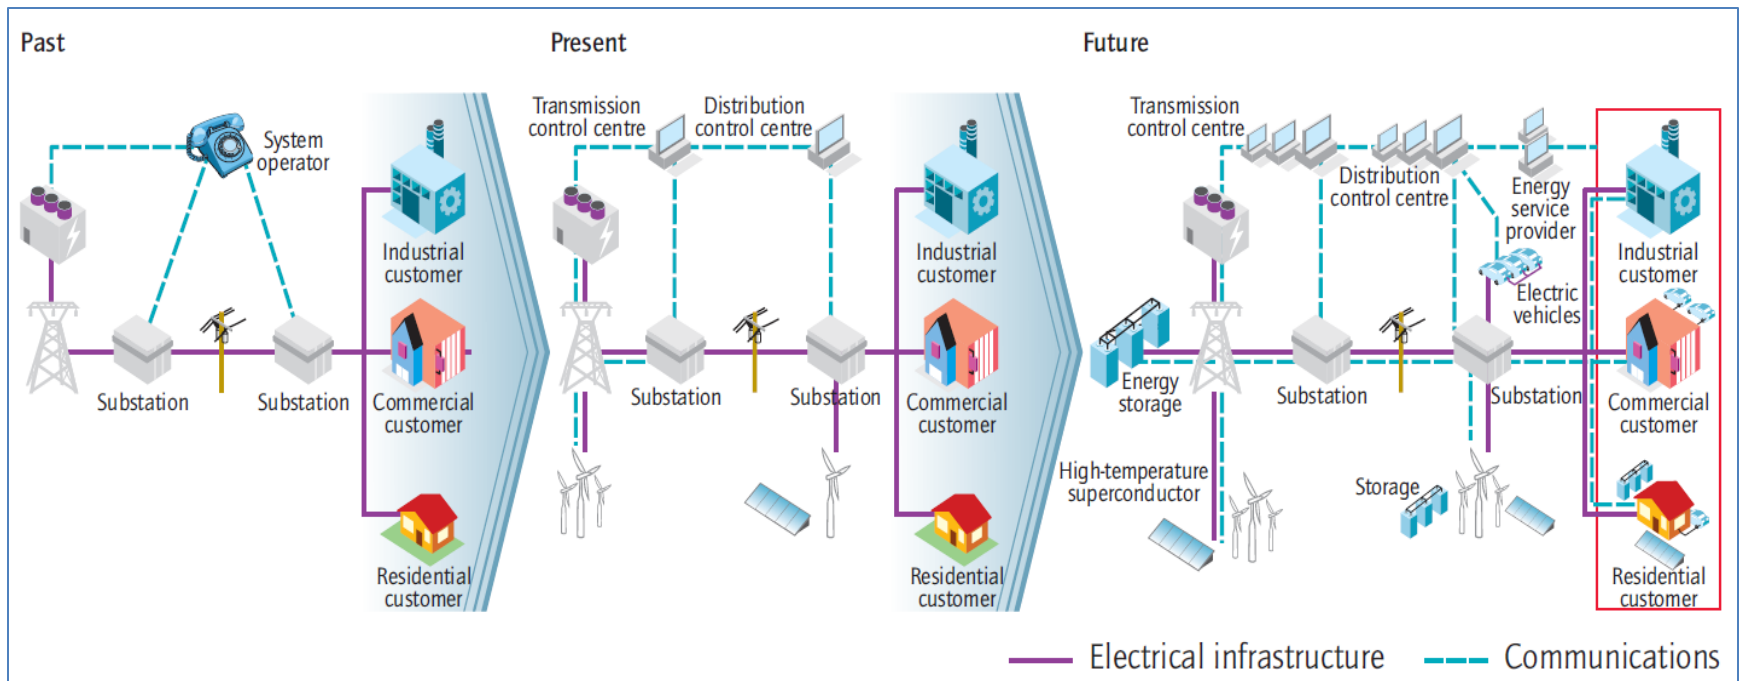 Past
System
operator
Substation
Substation
Industrial
customer
Commercial
customer
Residential
customer
Present
Transmission
control centre
Distribution
control centre
Substation
Substation
Industrial
customer
Commercial
customer
Residential
customer
Future
Transmission
control centre
Distribution
control centre
Energy
service
provider
Electric
vehicles
Energy
storage
Substation
Substation
High-temperature
superconductor
Storage
Industrial
customer
Commercial
customer
Residential
customer
Electrical infrastructure
Communications